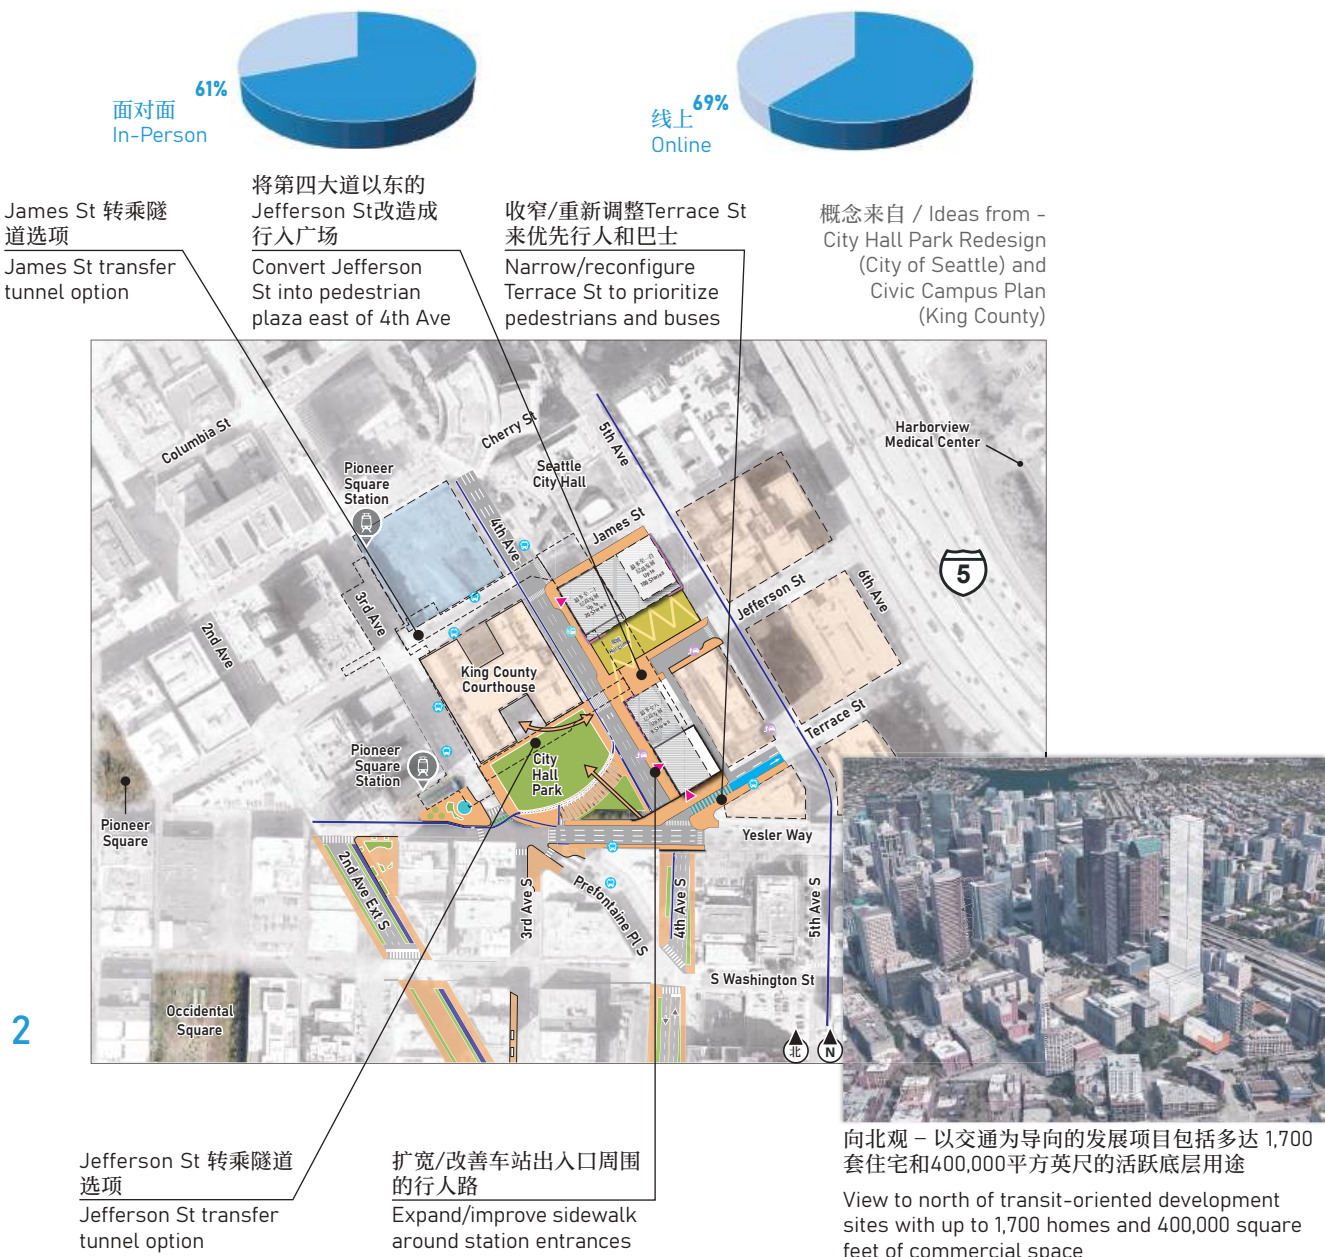 61%
面对面
In-Person
69%
线上
Online
James St 转乘隧
道选项
James St transfer
tunnel option
将第四大道以东的
Jefferson St改造成
行入广场
Convert Jefferson
St into pedestrian
plaza east of 4th Ave
收窄/重新调整Terrace St
来优先行人和巴士
Narrow/reconfigure
Terrace St to prioritize
pedestrians and buses
概念来自 / Ideas from -
City Hall Park Redesign
(City of Seattle) and
Civic Campus Plan
(King County)
Columbia St
Cherry St
5th Ave
Harborview
Medical Center
Pioneer
Square
Station
Seattle
City Hall
4th Ave
James St
5
3rd Ave
2nd Ave
Jefferson St
6th Ave
King County
Courthouse
Terrace St
Pioneer
Square
Station
City
Hall
Park
Pioneer
Square
Yesler Way
2nd Ave Ext S
3rd Ave S
Prefontaine Pl S
4th Ave S
5th Ave S
S Washington St
Occidental
Square
2
北
N
向北观 – 以交通为导向的发展项目包括多达 1,700
套住宅和400,000平方英尺的活跃底层用途
View to north of transit-oriented development
sites with up to 1,700 homes and 400,000 square
feet of commercial space
Jefferson St 转乘隧道
选项
Jefferson St transfer
tunnel option
扩宽/改善车站出入口周围
的行人路
Expand/improve sidewalk
around station entrances